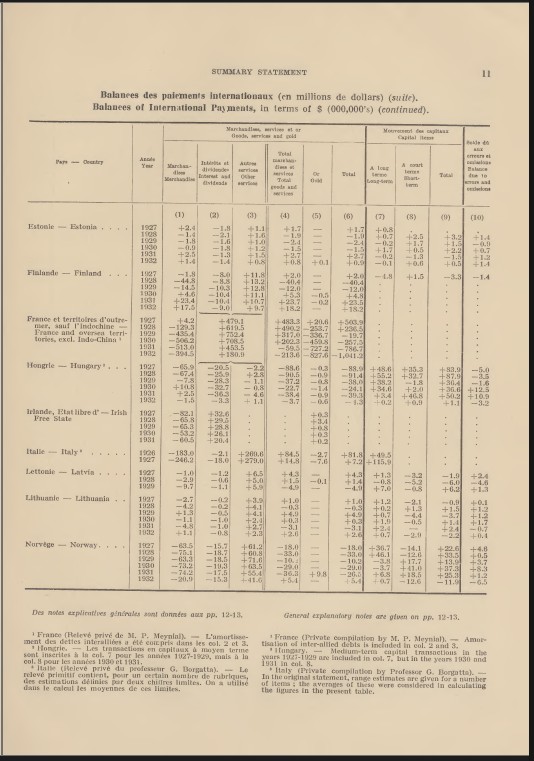 SUMMARY STATEMENT 11
Balances des paiements internationaux (en millions de dollars) (suite).
Balances of International Payments, in terms of $ (000,000's) (continued).
Pays — Country
Année Year
Marchandises, services et or
Goods, services and gold
Mouvement des capitaux
Capital items
Marchandises Merchandise
Intérêts et dividendes Interest and dividends
Autres services Other services
Total marchandises et services Total goods and services
Or Gold
Total
A long terme Long-term
A court terme Short-term
Total
Solde dû aux erreurs et omissions Balance due to errors and omissions
(1) (2) (3) (4) (5) (6) (7) (8) (9) (10)
Estonie — Estonia . . . .
1927 +2.4 —1.8 +1.1 +1.7 — +1.7 +0.8
1928 —1.4 —2.1 +1.6 —1.9 — —1.9 +0.7 +2.5 +3.2
1929 —1.8 —1.6 +1.0 —2.4 — —2.4 —0.2 +1.7 +1.5
1930 —0.9 —1.8 +1.2 —1.5 — —1.5 +1.7 +0.5 +2.2
1931 +2.5 —1.3 +1.5 +2.7 — +2.7 —0.2 —1.3 —1.5
1932 +1.4 —1.4 +0.8 +0.8 +0.1 +0.9 —0.1 +0.6 +0.5 —1.4
Finlande — Finland . . .
1927 —1.8 —8.0 +11.8 +2.0 — +2.0 —4.8 +1.5 —3.3 —1.4
1928 —44.8 —8.8 +13.2 —40.4 — —40.4
1929 —14.5 —10.3 +12.8 —12.0 — —12.0
1930 +4.6 —10.4 +11.1 +5.3 —0.5 +4.8
1931 +23.4 —10.4 +10.7 +23.7 —0.2 +23.5
1932 +17.5 —9.0 +9.7 +18.2 — +18.2
France et territoires d'outre-
mer, sauf l'Indochine —
France and oversea terri-
tories, excl. Indo-China ¹
1927 +4.2 +479.1 +483.3 +20.6 +503.9
1928 —129.3 +619.5 +490.2 —253.7 +236.5
1929 —435.4 +752.4 +317.0 —336.7 —19.7
1930 —506.2 +708.5 +202.3 —459.8 —257.5
1931 —513.0 +453.5 —59.5 —727.2 —786.7
1932 —394.5 +180.9 —213.6 —827.6 —1,041.2
Hongrie — Hungary ² . . .
1927 —65.9 —20.5 —2.2 —88.6 —0.3 —88.9 +48.6 +35.3 +83.9 —5.0
1928 —67.4 —25.9 +2.8 —90.5 —0.9 —91.4 +55.2 +32.7 +87.9 —3.5
1929 —7.8 —28.3 —1.1 —37.2 —0.8 —38.0 +38.2 —1.8 +36.4 —1.6
1930 +10.8 —32.7 —0.8 —22.7 —1.4 —24.1 +34.6 +2.0 +36.6 +12.5
1931 +2.5 —36.3 —4.6 —38.4 —0.9 —39.3 +3.4 +46.8 +50.2 +10.9
1932 —1.5 —3.3 +1.1 —3.7 —0.6 —1.3 +0.2 +0.9 +1.1 —3.2
Irlande, Etat libre d' — Irish
Free State
1927 —82.1 +32.6 +0.3
1928 —65.8 +29.5 +3.4
1929 —65.3 +28.8 +0.8
1930 —53.2 +26.1 +0.3
1931 —60.5 +20.4 +0.2
Italie — Italy ³ . . . . .
1926 —183.0 —2.1 +269.6 +84.5 —2.7 +81.8 +49.5
1927 —246.2 —18.0 +279.0 +14.8 —7.6 +7.2 +115.9
Lettonie — Latvia . . . .
1927 —1.0 —1.2 +6.5 +4.3 — +4.3 +1.3 —3.2 —1.9 +2.4
1928 —2.9 —0.6 +5.0 +1.5 —0.1 +1.4 —0.8 —5.2 —6.0 —4.6
1929 —9.7 —1.1 +5.9 —4.9 — —4.9 +7.0 —0.8 +6.2 +1.3
Lithuanie — Lithuania . . .
1927 —2.7 —0.2 +3.9 +1.0 — +1.0 +1.2 —2.1 —0.9 +0.1
1928 —4.2 —0.2 +4.1 —0.3 — —0.3 +0.2 +1.3 +1.5 +1.2
1929 +1.3 —0.5 +4.1 +4.9 — +4.9 +0.7 —4.4 —3.7 +1.2
1930 —1.1 —1.0 +2.4 +0.3 — +0.3 +1.9 —0.5 +1.4 +1.7
1931 —4.8 —1.0 +2.7 —3.1 — —3.1 —2.4 — —2.4 —0.7
1932 +1.1 —0.8 +2.3 +2.6 — +2.6 +0.7 —2.9 —2.2 +0.4
Norvège — Norway. . . .
1927 —63.5 —15.7 +61.2 —18.0 — —18.0 +36.7 —14.1 +22.6 +4.6
1928 —75.1 —18.7 +60.8 —33.0 — —33.0 +46.1 —12.6 +33.5 +0.5
1929 —63.3 —18.5 +71.6 —10.2 — —10.2 —3.8 +17.7 +13.9 +3.7
1930 —73.2 —19.3 +63.5 —29.0 — —29.0 —3.7 +41.0 +37.3 +8.3
1931 —74.2 —17.5 +55.4 —36.3 +9.8 —26.5 +6.8 +18.5 +25.3 +1.2
1932 —20.9 —15.3 +41.6 +5.4 — +5.4 +0.7 —12.6 —11.9 —6.5
Des notes explicatives générales sont données aux pp. 12-13.
General explanatory notes are given on pp. 12-13.
¹ France (Relevé privé de M. P. Meynial). — L'amortisse-
ment des dettes interalliées a été compris dans les col. 2 et 3.
² Hongrie. — Les transactions en capitaux à moyen terme
sont inscrites à la col. 7 pour les années 1927-1929, mais à la
col. 8 pour les années 1930 et 1931.
³ Italie (Relevé privé du professeur G. Borgatta). — Le
relevé primitif contient, pour un certain nombre de rubriques,
des estimations délimitées par deux chiffres limites. On a utilisé
dans le calcul les moyennes de ces limites.
¹ France (Private compilation by M. P. Meynial). — Amor-
tisation of inter-allied debts is included in col. 2 and 3.
² Hungary. — Medium-term capital transactions in the
years 1927-1929 are included in col. 7, but in the years 1930 and
1931 in col. 8.
³ Italy (Private compilation by Professor G. Borgatta). —
In the original statement, range estimates are given for a number
of items; the averages of these were considered in calculating
the figures in the present table.